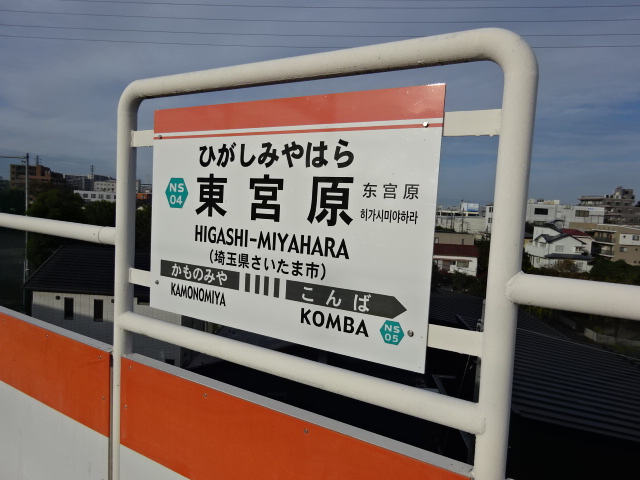 ひがしみやはら
NS
04
東宮原
东宫原
히가시미야하라
HIGASHI-MIYAHARA
(埼玉県さいたま市)
かものみや
こんば
KAMONOMIYA
KOMBA
NS
05